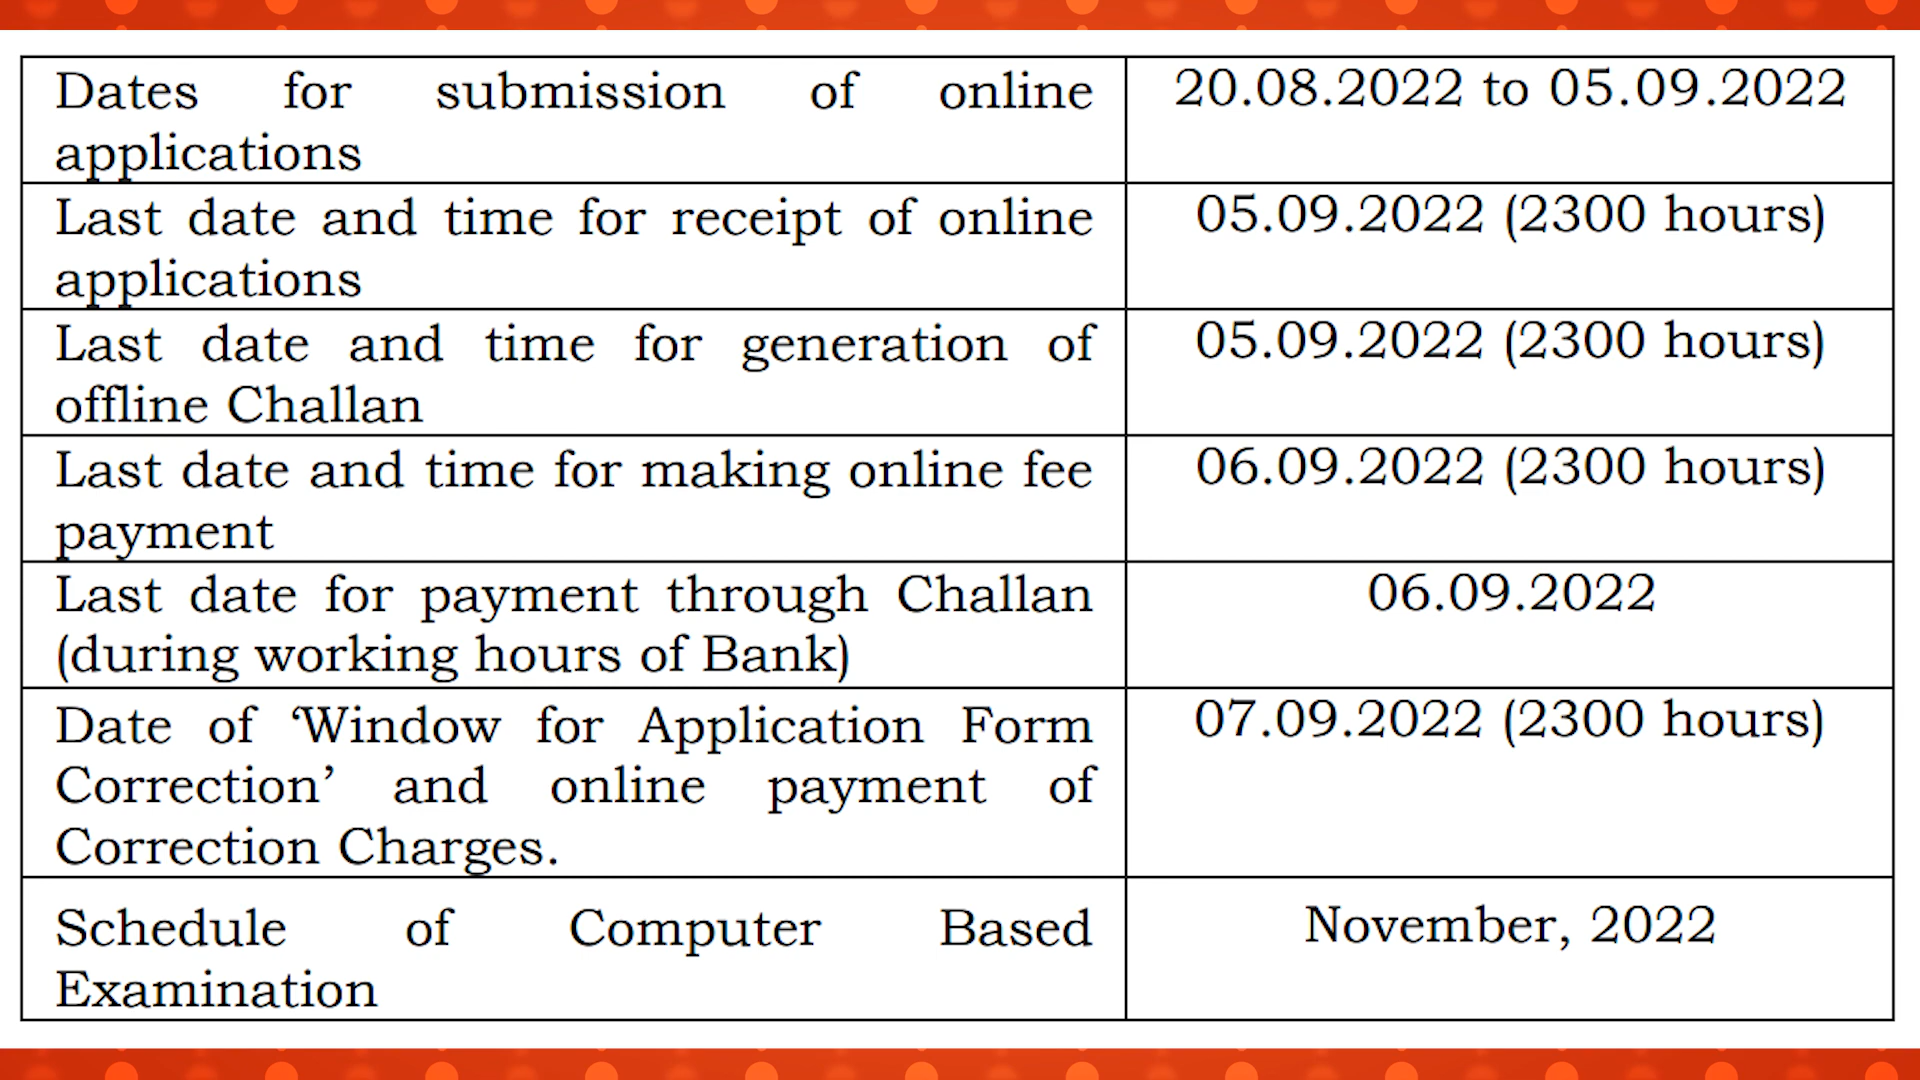 Dates for submission of online
applications
20.08.2022 to 05.09.2022
Last date and time for receipt of online
applications
05.09.2022 (2300 hours)
Last date and time for generation of
offline Challan
05.09.2022 (2300 hours)
Last date and time for making online fee
payment
06.09.2022 (2300 hours)
Last date for payment through Challan
(during working hours of Bank)
06.09.2022
Date of ‘Window for Application Form
Correction’ and online payment of
Correction Charges.
07.09.2022 (2300 hours)
Schedule of Computer Based
Examination
November, 2022